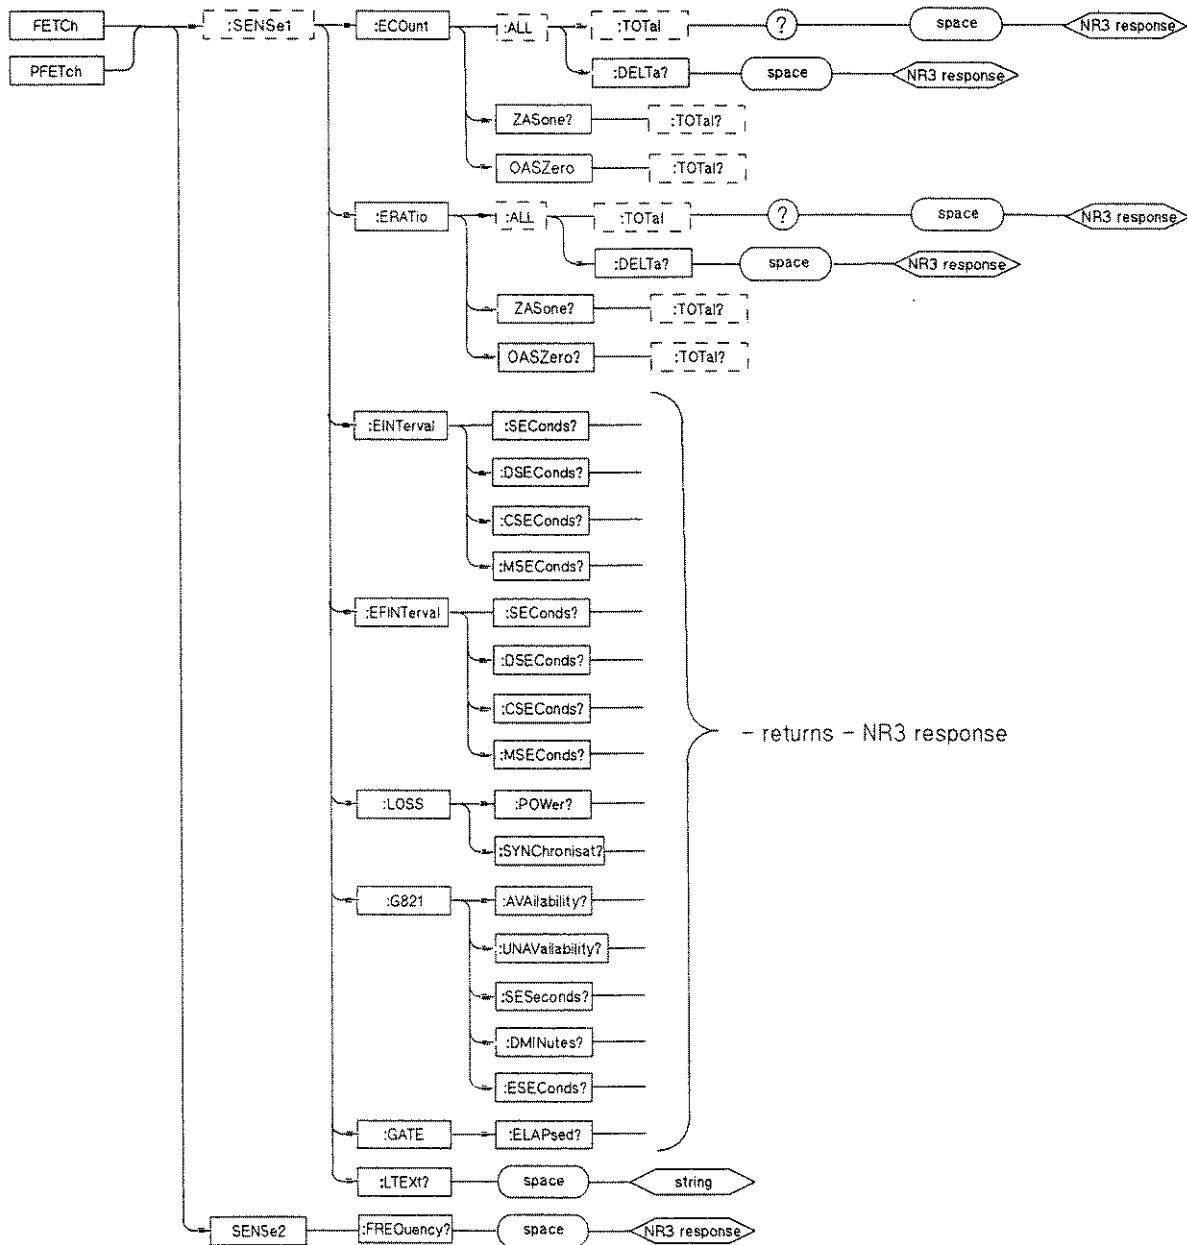 FETCh :SENSe1 :ECOunt :ALL :TOTal ? space NR3 response
PFETch :DELTa? space NR3 response
ZASone? :TOTal?
OASZero :TOTal?
:ERATio :ALL :TOTal ? space NR3 response
:DELTa? space NR3 response
ZASone? :TOTal?
OASZero? :TOTal?
:EINTerval :SEConds?
:DSEConds?
:CSEConds?
:MSEConds?
:EFINTerval :SEConds?
:DSEConds?
:CSEConds?
:MSEConds?
- returns - NR3 response
:LOSS :POWer?
:SYNChronisat?
:G821 :AVAilability?
:UNAVailability?
:SESeconds?
:DMINutes?
:ESEConds?
:GATE :ELAPsed?
:LTEXt? space string
SENSe2 :FREQuency? space NR3 response